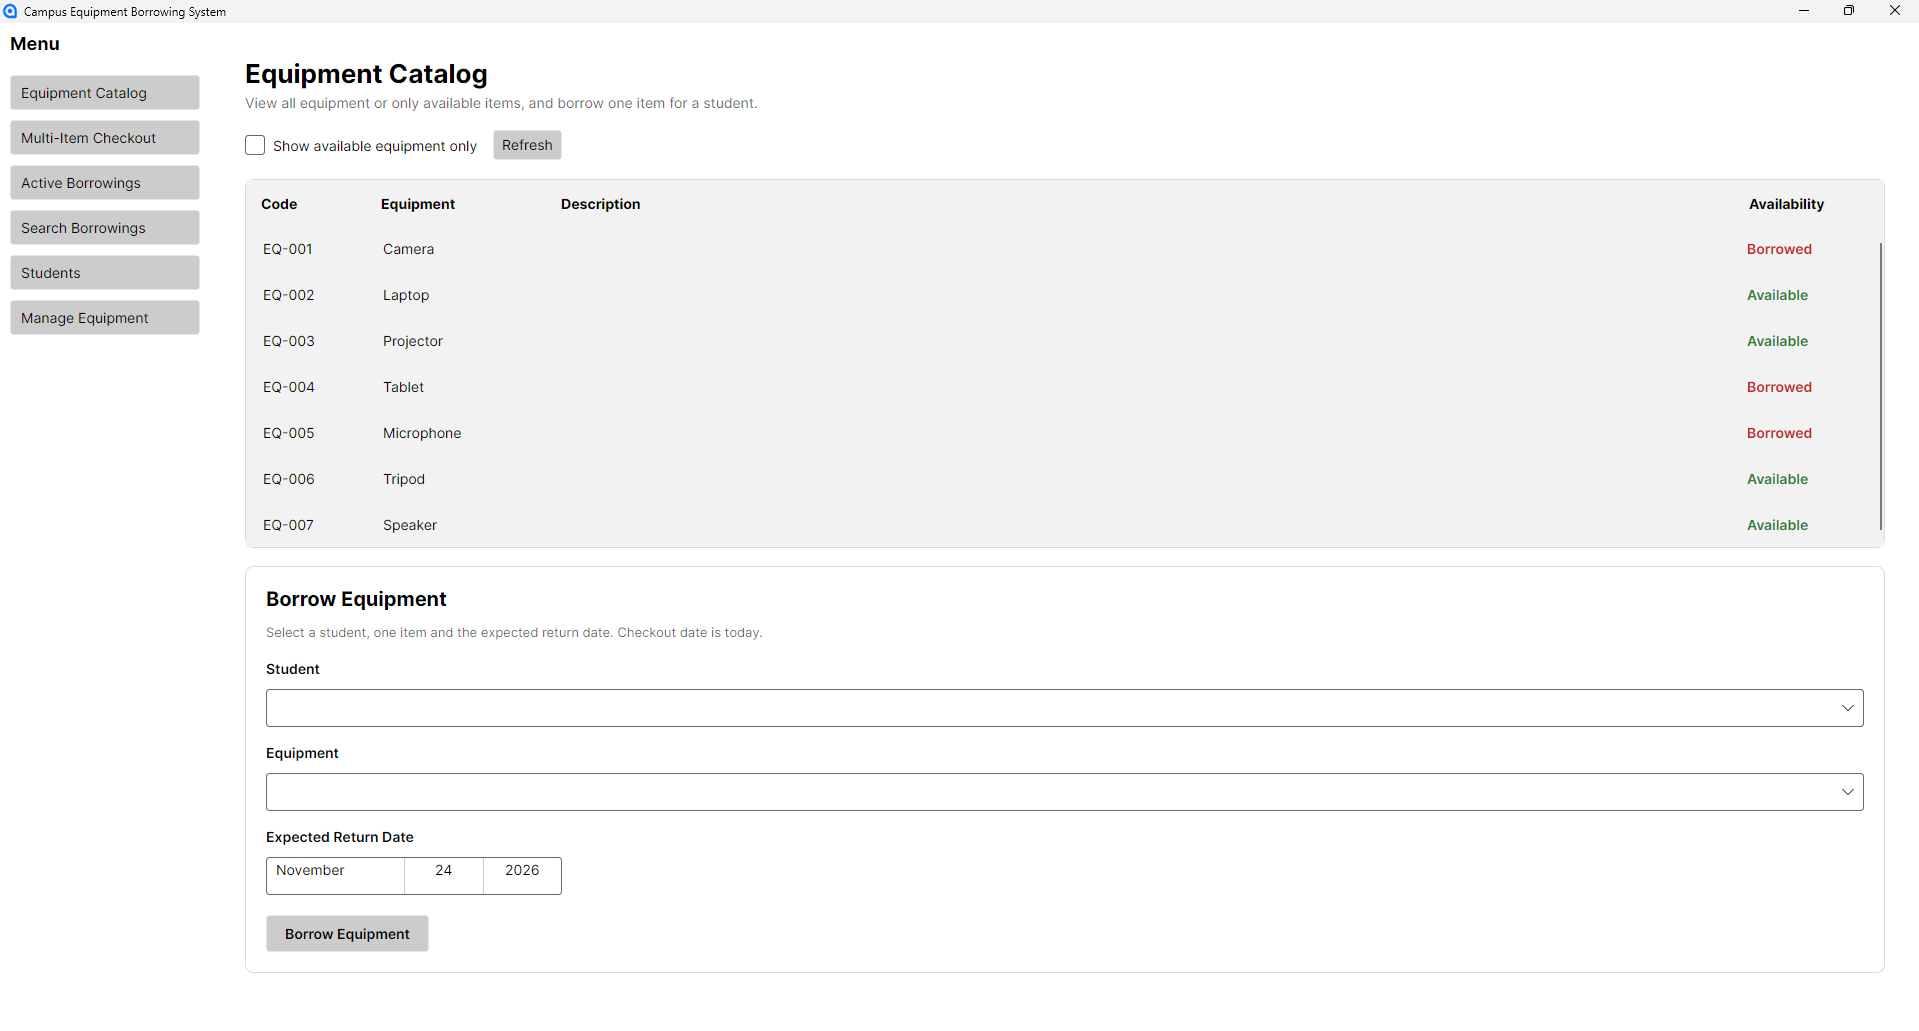 Campus Equipment Borrowing System
Menu
Equipment Catalog
Multi-Item Checkout
Active Borrowings
Search Borrowings
Students
Manage Equipment
Equipment Catalog
View all equipment or only available items, and borrow one item for a student.
Show available equipment only Refresh
Code Equipment Description Availability
EQ-001 Camera Borrowed
EQ-002 Laptop Available
EQ-003 Projector Available
EQ-004 Tablet Borrowed
EQ-005 Microphone Borrowed
EQ-006 Tripod Available
EQ-007 Speaker Available
Borrow Equipment
Select a student, one item and the expected return date. Checkout date is today.
Student
Equipment
Expected Return Date
November 24 2026
Borrow Equipment